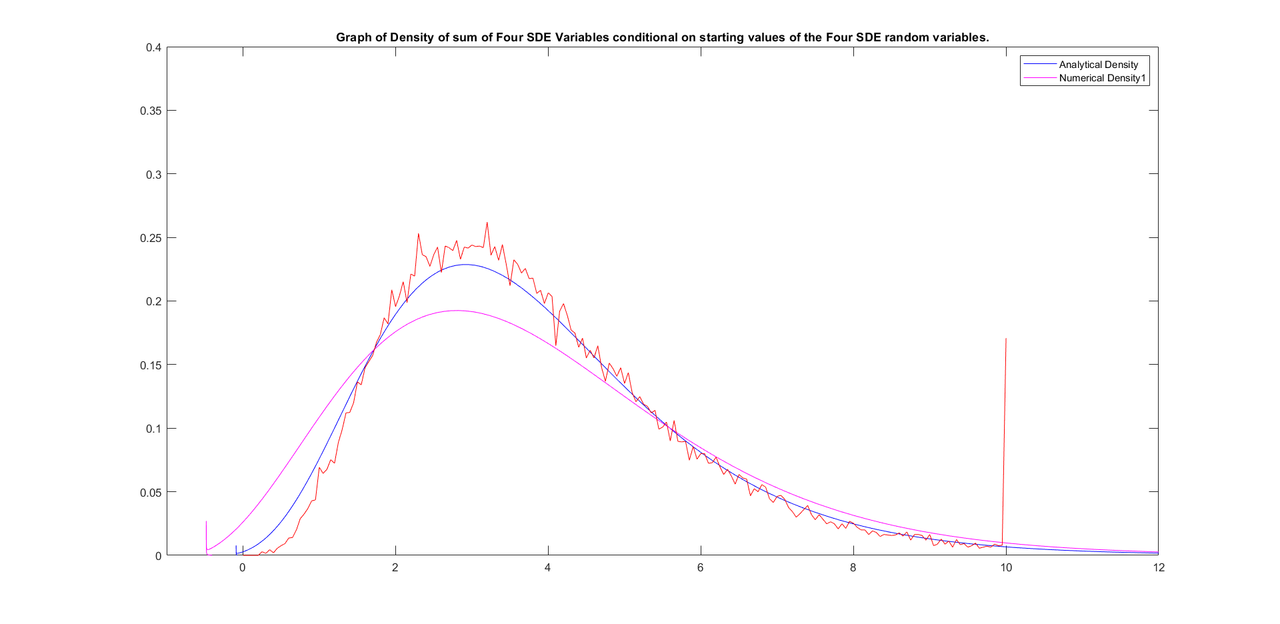 Graph of Density of sum of Four SDE Variables conditional on starting values of the Four SDE random variables.
Analytical Density
Numerical Density1
0.4
0.35
0.3
0.25
0.2
0.15
0.1
0.05
0
0 2 4 6 8 10 12